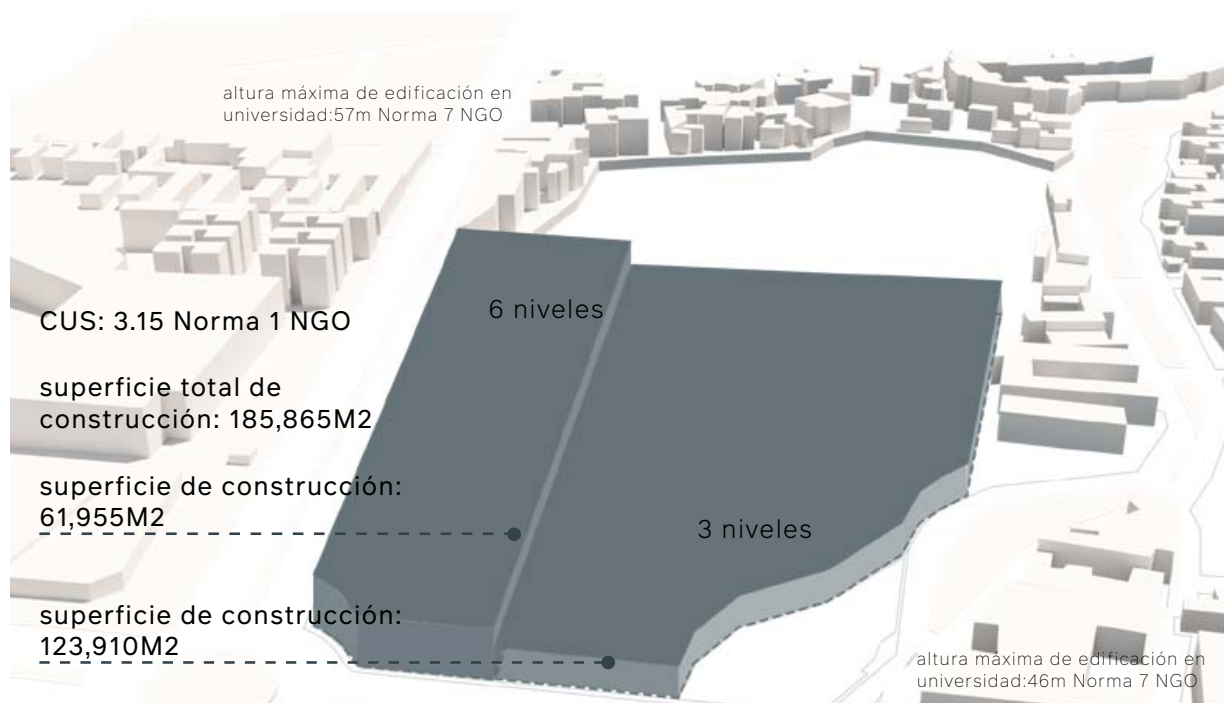 altura máxima de edificación en
universidad:57m Norma 7 NGO
6 niveles
CUS: 3.15 Norma 1 NGO
superficie total de
construcción: 185,865M2
superficie de construcción:
61,955M2
3 niveles
superficie de construcción:
123,910M2
altura máxima de edificación en
universidad:46m Norma 7 NGO